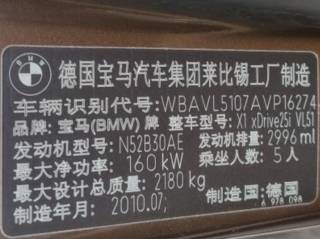 BMW
德国宝马汽车集团莱比锡工厂制造
车辆识别代号: WBAVL5107AVP16274
品牌: 宝马(BMW) 牌 整车型号: X1 xDrive25i VL51
发动机型号: N52B30AE 发动机排量: 2996 ml
最大净功率: 160 kW 乘坐人数: 5 人
最大设计总质量: 2180 kg
制造年月: 2010.07; 制造国: 德国
6 978 098